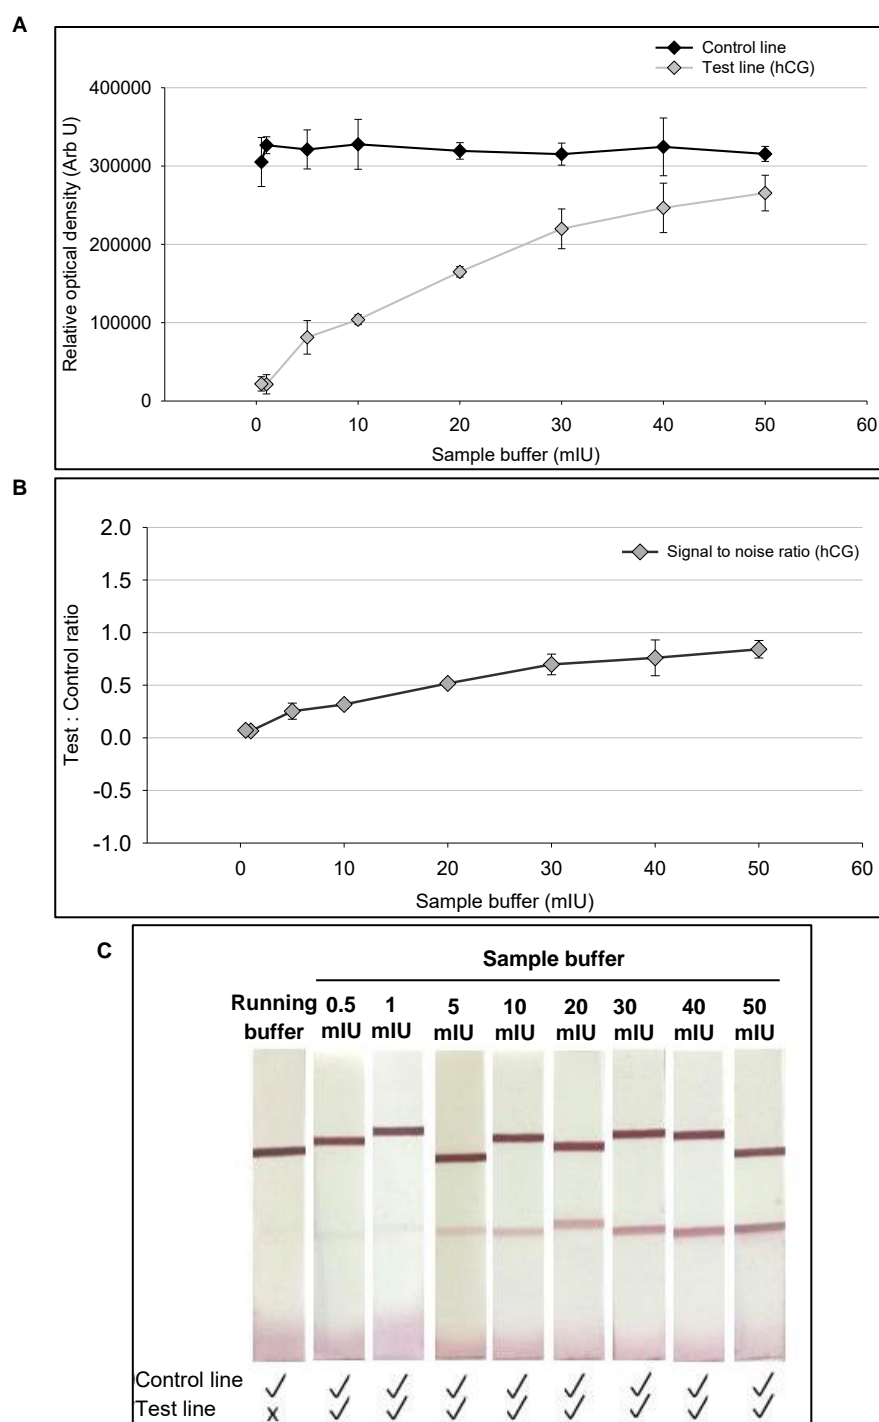 A
Control line
Test line (hCG)
400000
300000
200000
100000
0
Relative optical density (Arb U)
0 10 20 30 40 50 60
Sample buffer (mIU)
B
2.0
1.5
1.0
0.5
0.0
-0.5
-1.0
Signal to noise ratio (hCG)
Test : Control ratio
0 10 20 30 40 50 60
Sample buffer (mIU)
C
Sample buffer
Running 0.5 1 5 10 20 30 40 50
buffer mIU mIU mIU mIU mIU mIU mIU mIU
Control line ✓ ✓ ✓ ✓ ✓ ✓ ✓ ✓ ✓
Test line x ✓ ✓ ✓ ✓ ✓ ✓ ✓ ✓